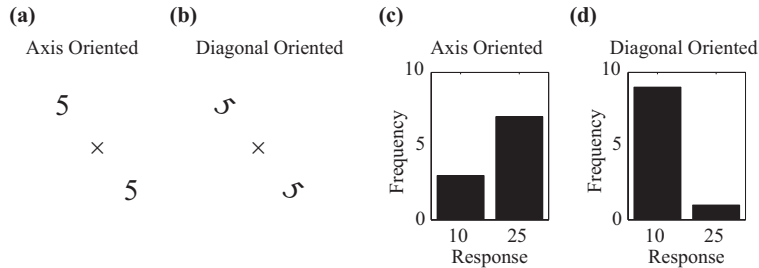 (a)
Axis Oriented
5
×
5
(b)
Diagonal Oriented
5
×
5
(c)
Axis Oriented
Frequency
10
5
0
10 25
Response
(d)
Diagonal Oriented
Frequency
10
5
0
10 25
Response